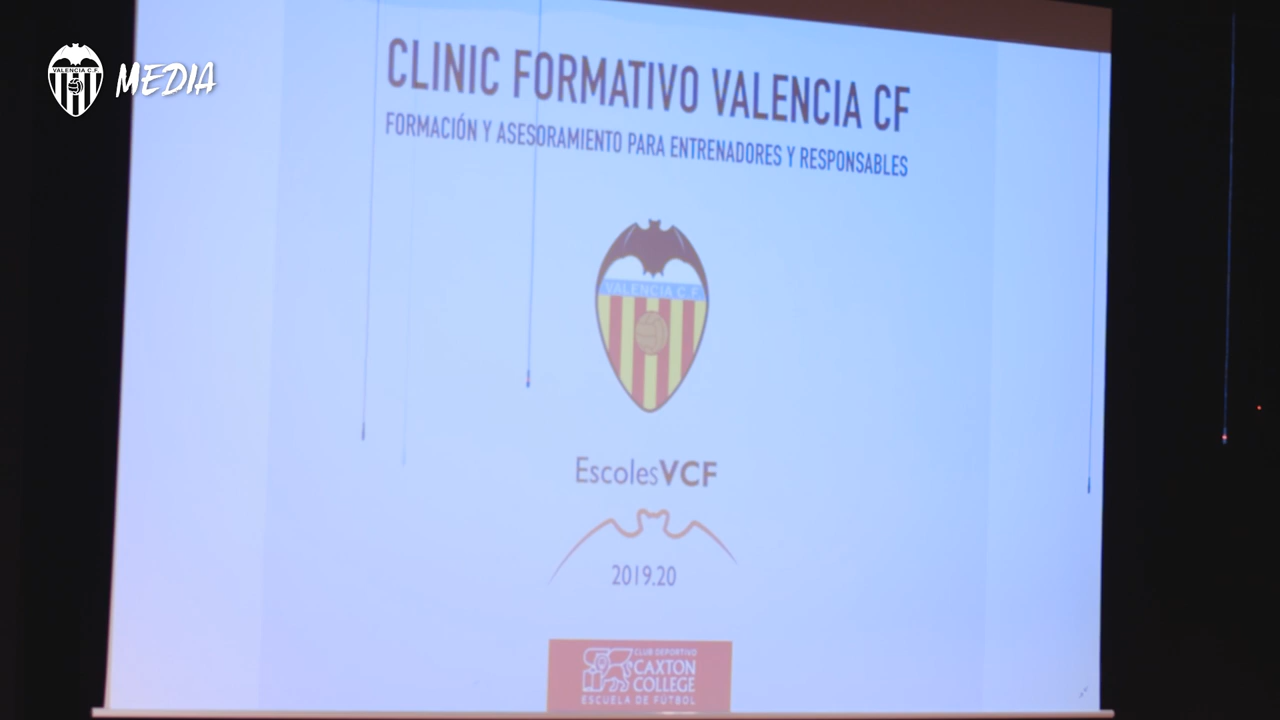 VALENCIA C.F.
MEDIA
CLINIC FORMATIVO VALENCIA CF
FORMACIÓN Y ASESORAMIENTO PARA ENTRENADORES Y RESPONSABLES
VALENCIA C.F.
EscolesVCF
2019.20
CLUB DEPORTIVO
CAXTON
COLLEGE
ESCUELA DE FÚTBOL